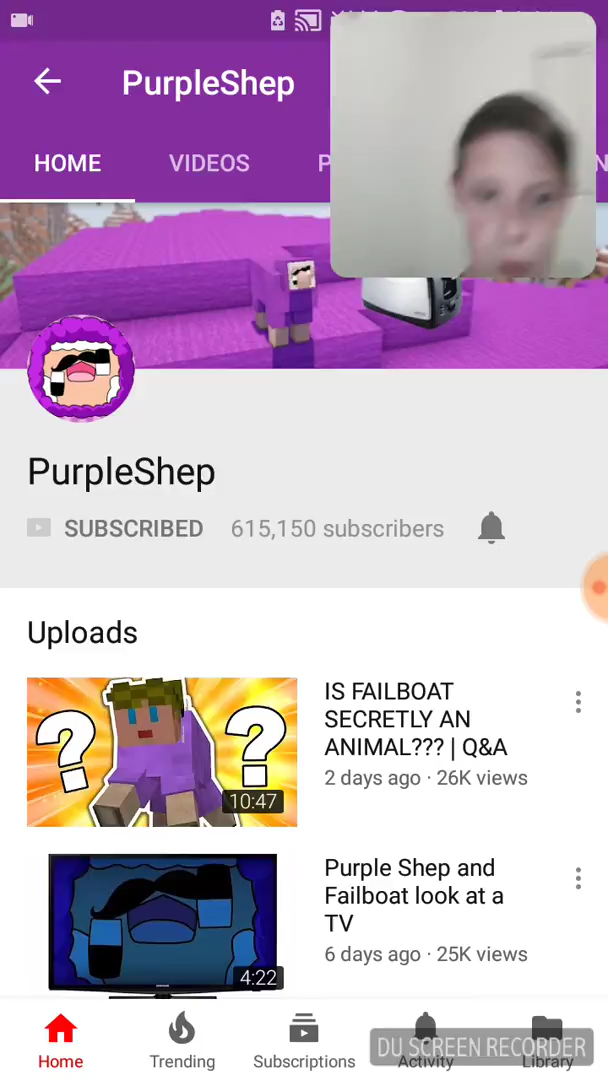 PurpleShep
HOME VIDEOS P N
PurpleShep
SUBSCRIBED 615,150 subscribers
Uploads
IS FAILBOAT
SECRETLY AN
ANIMAL??? | Q&A
2 days ago · 26K views
10:47
Purple Shep and
Failboat look at a
TV
6 days ago · 25K views
4:22
Home Trending Subscriptions Activity Library
DU SCREEN RECORDER